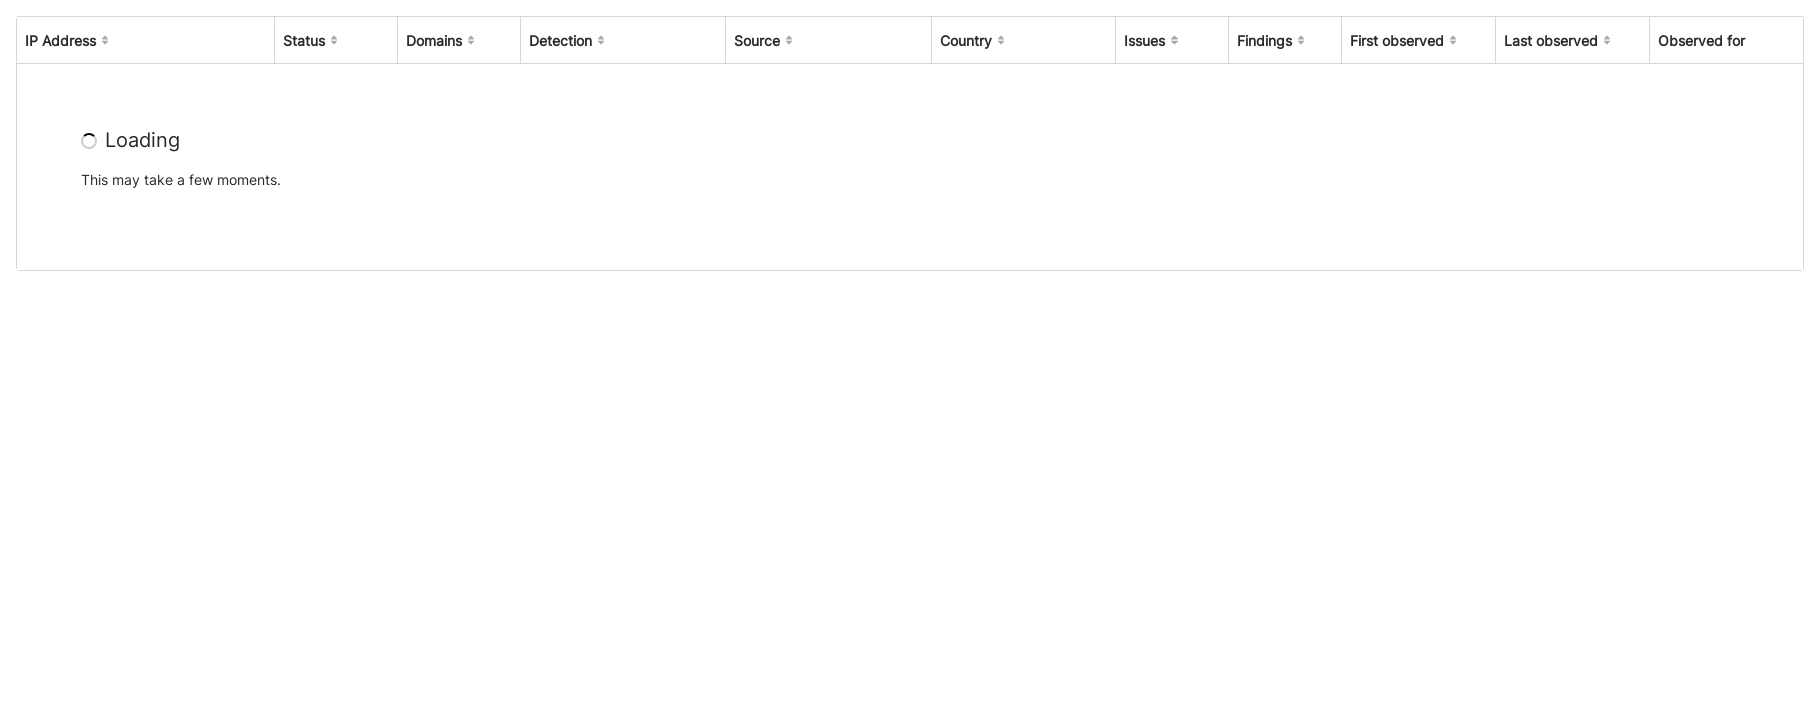 IP Address Status Domains Detection Source Country Issues Findings First observed Last observed Observed for
Loading
This may take a few moments.